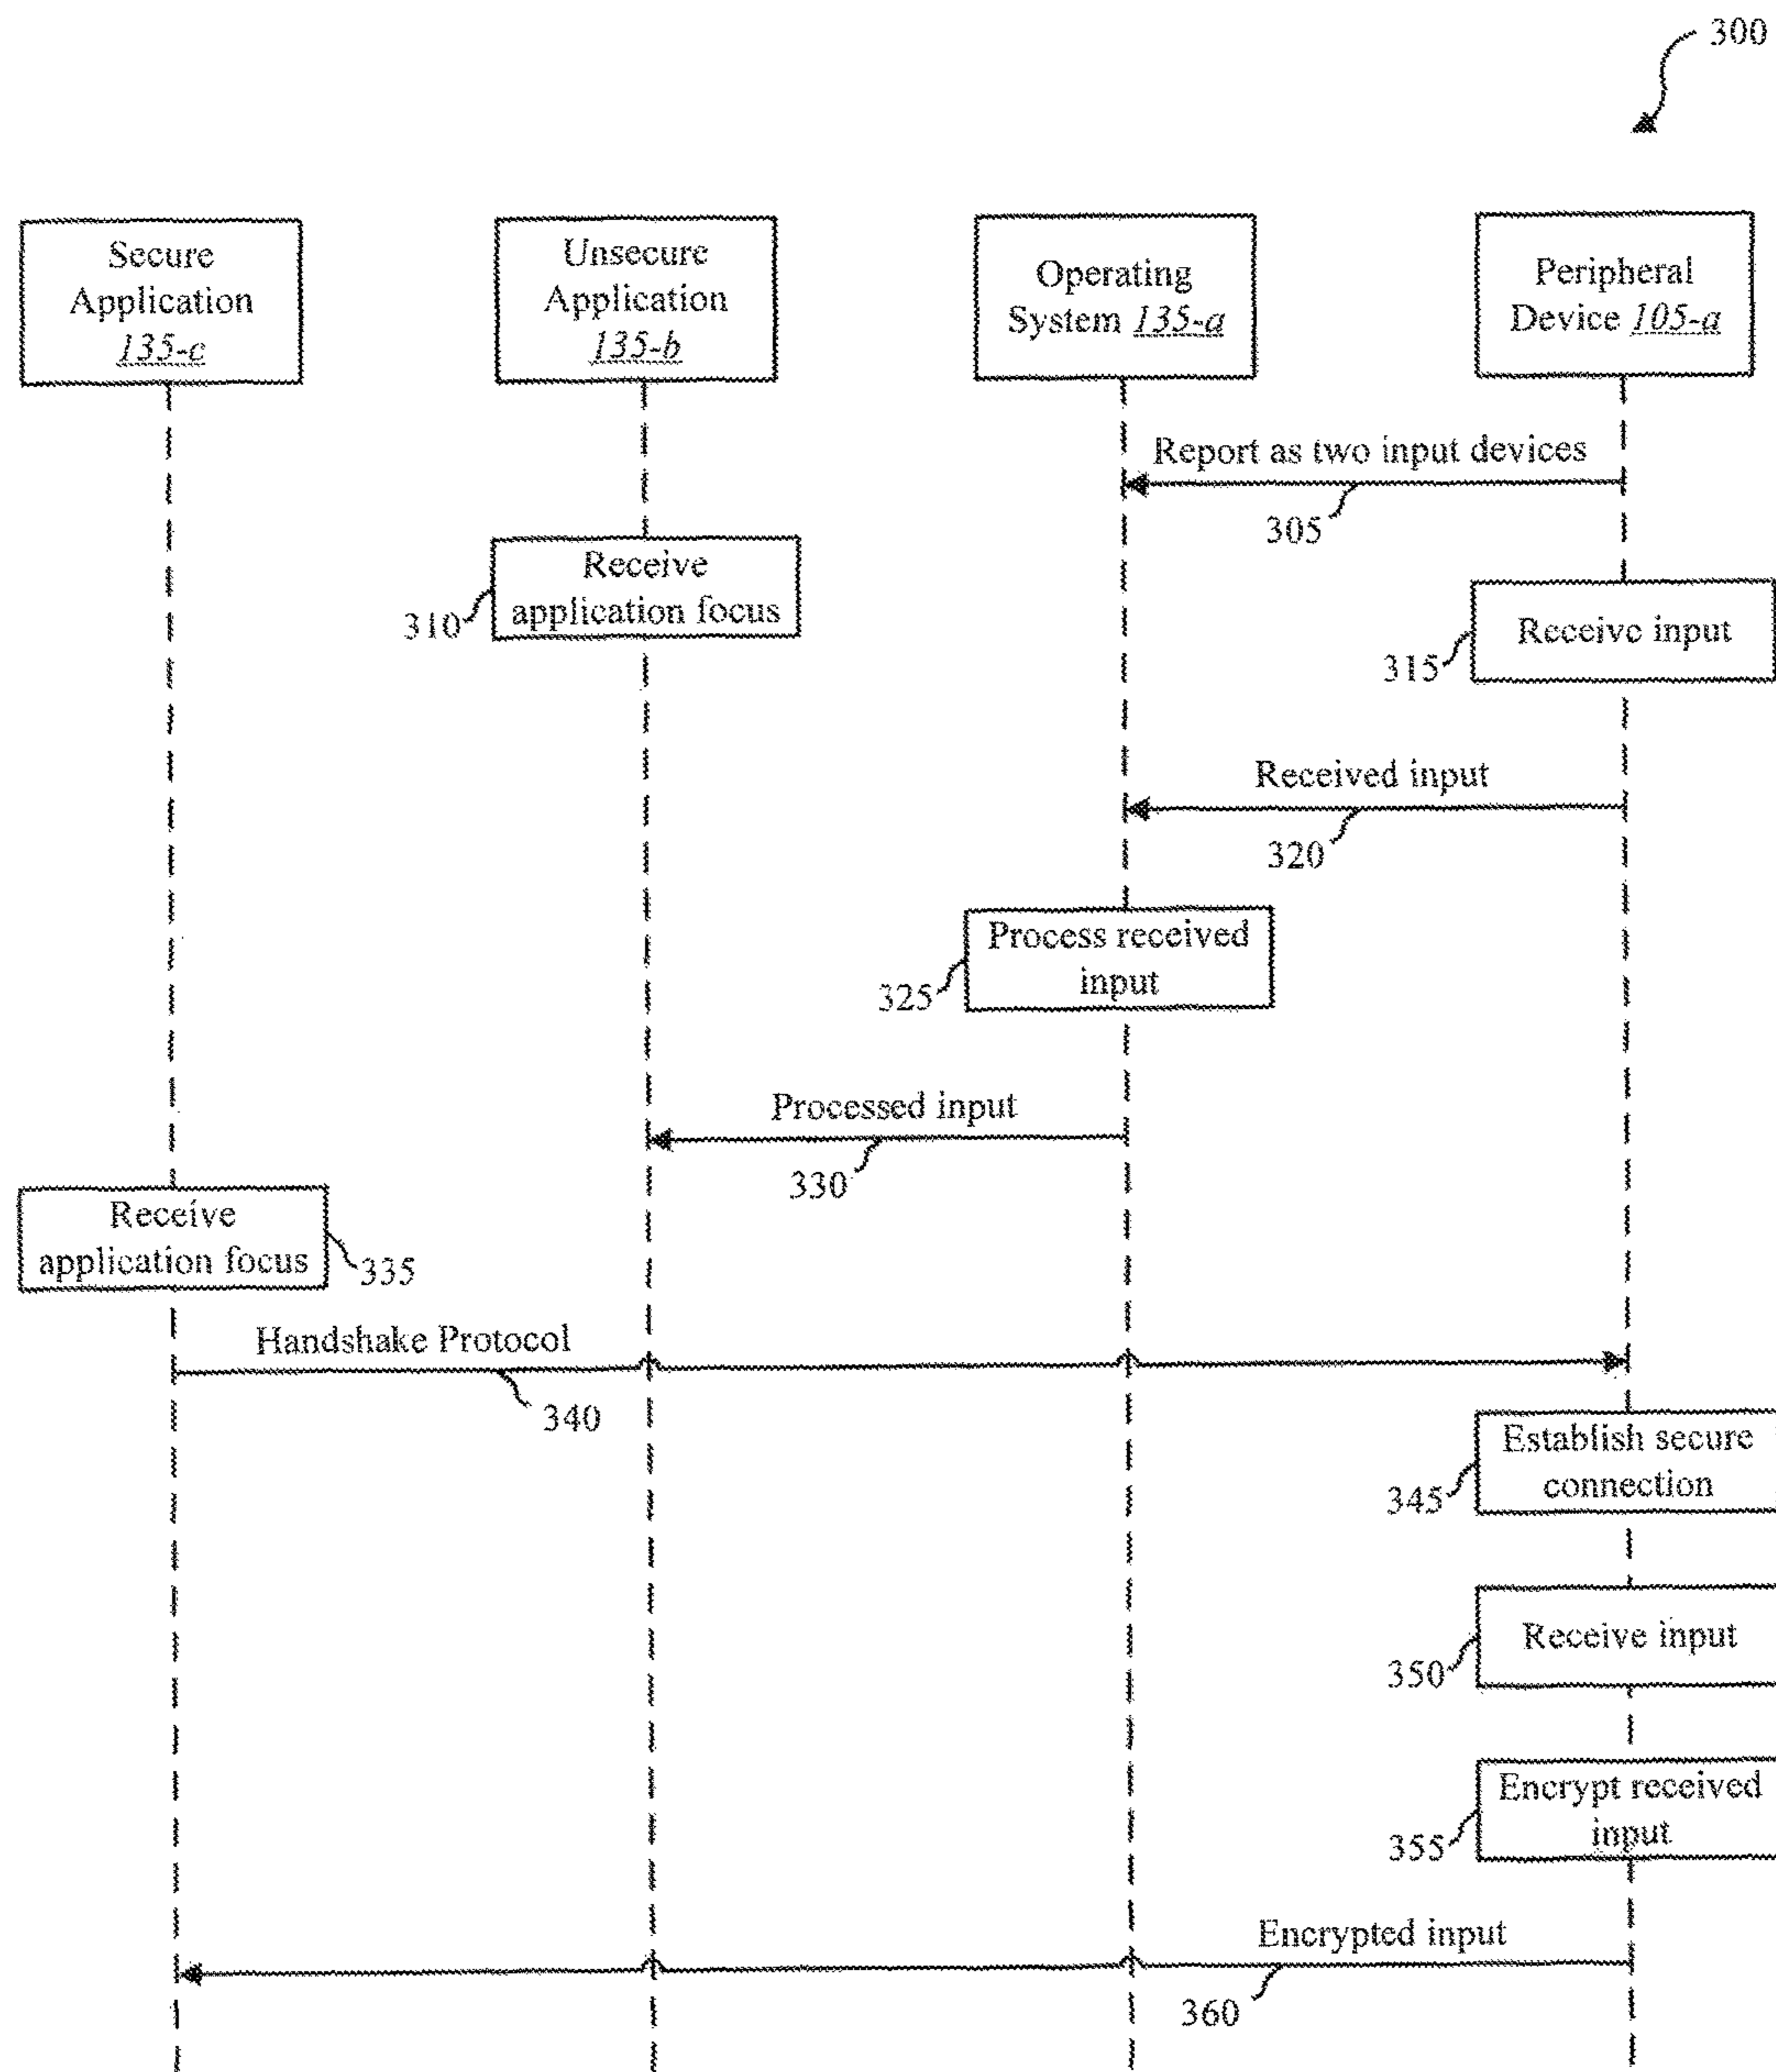 300
Secure
Application
135-c
Unsecure
Application
135-b
Operating
System 135-a
Peripheral
Device 105-a
Report as two input devices
305
Receive
application focus
310
Receive input
315
Received input
320
Process received
input
325
Processed input
330
Receive
application focus
335
Handshake Protocol
340
Establish secure
connection
345
Receive input
350
Encrypt received
input
355
Encrypted input
360